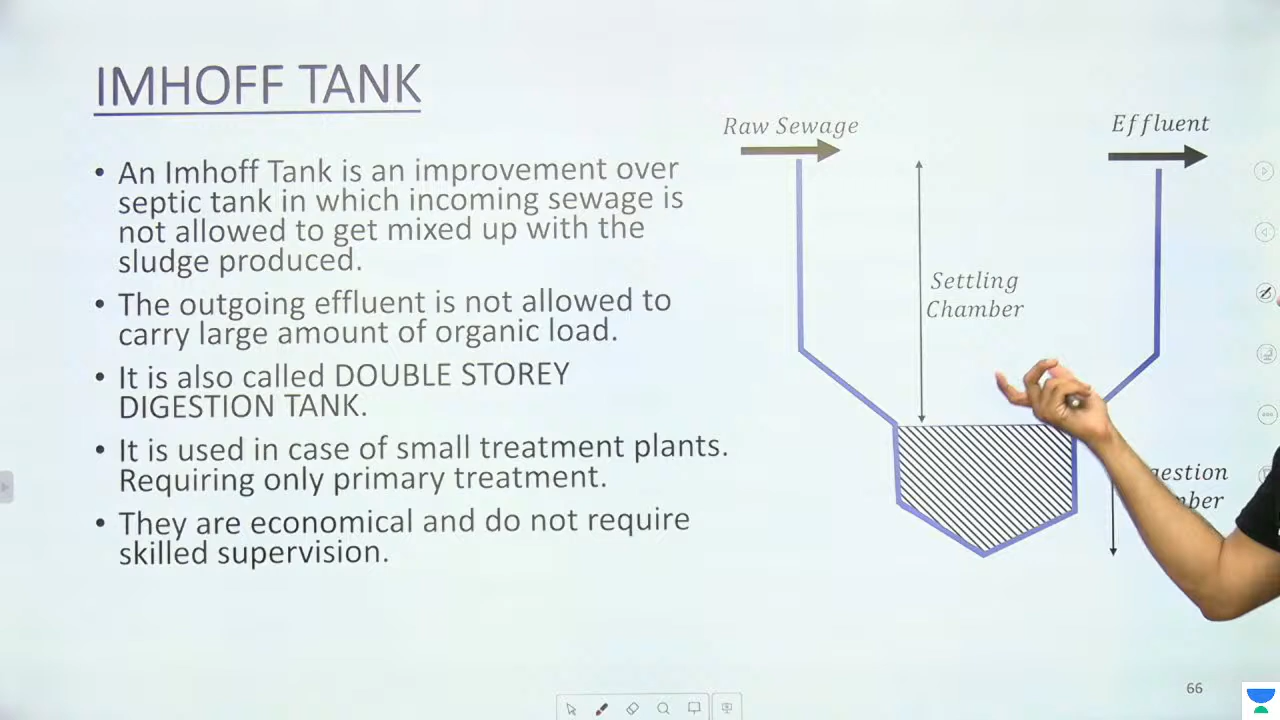 IMHOFF TANK
• An Imhoff Tank is an improvement over
septic tank in which incoming sewage is
not allowed to get mixed up with the
sludge produced.
• The outgoing effluent is not allowed to
carry large amount of organic load.
• It is also called DOUBLE STOREY
DIGESTION TANK.
• It is used in case of small treatment plants.
Requiring only primary treatment.
• They are economical and do not require
skilled supervision.
Raw Sewage
Effluent
Settling
Chamber
66